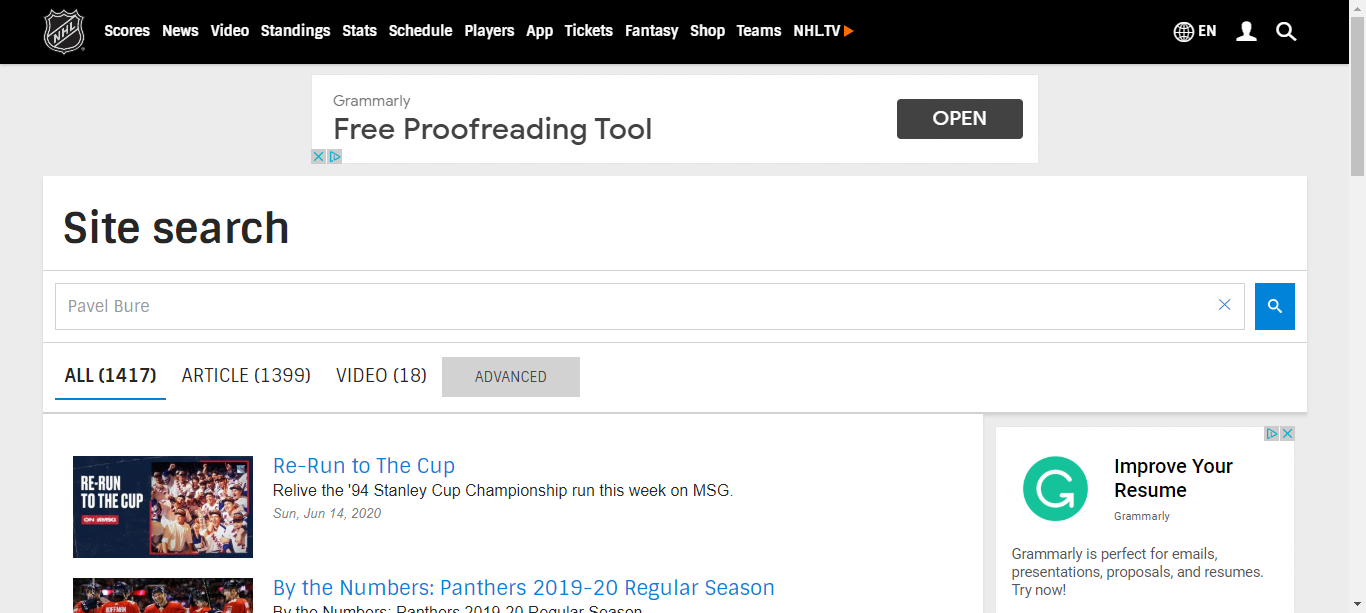 NHL
Scores News Video Standings Stats Schedule Players App Tickets Fantasy Shop Teams NHL.TV EN
Grammarly
Free Proofreading Tool
OPEN
Site search
Pavel Bure
ALL (1417) ARTICLE (1399) VIDEO (18) ADVANCED
RE-RUN
TO THE CUP
ON MSG
Re-Run to The Cup
Relive the '94 Stanley Cup Championship run this week on MSG.
Sun, Jun 14, 2020
HOFFMAN
By the Numbers: Panthers 2019-20 Regular Season
By the Numbers: Panthers 2019-20 Regular Season
Improve Your
Resume
Grammarly
Grammarly is perfect for emails,
presentations, proposals, and resumes.
Try now!